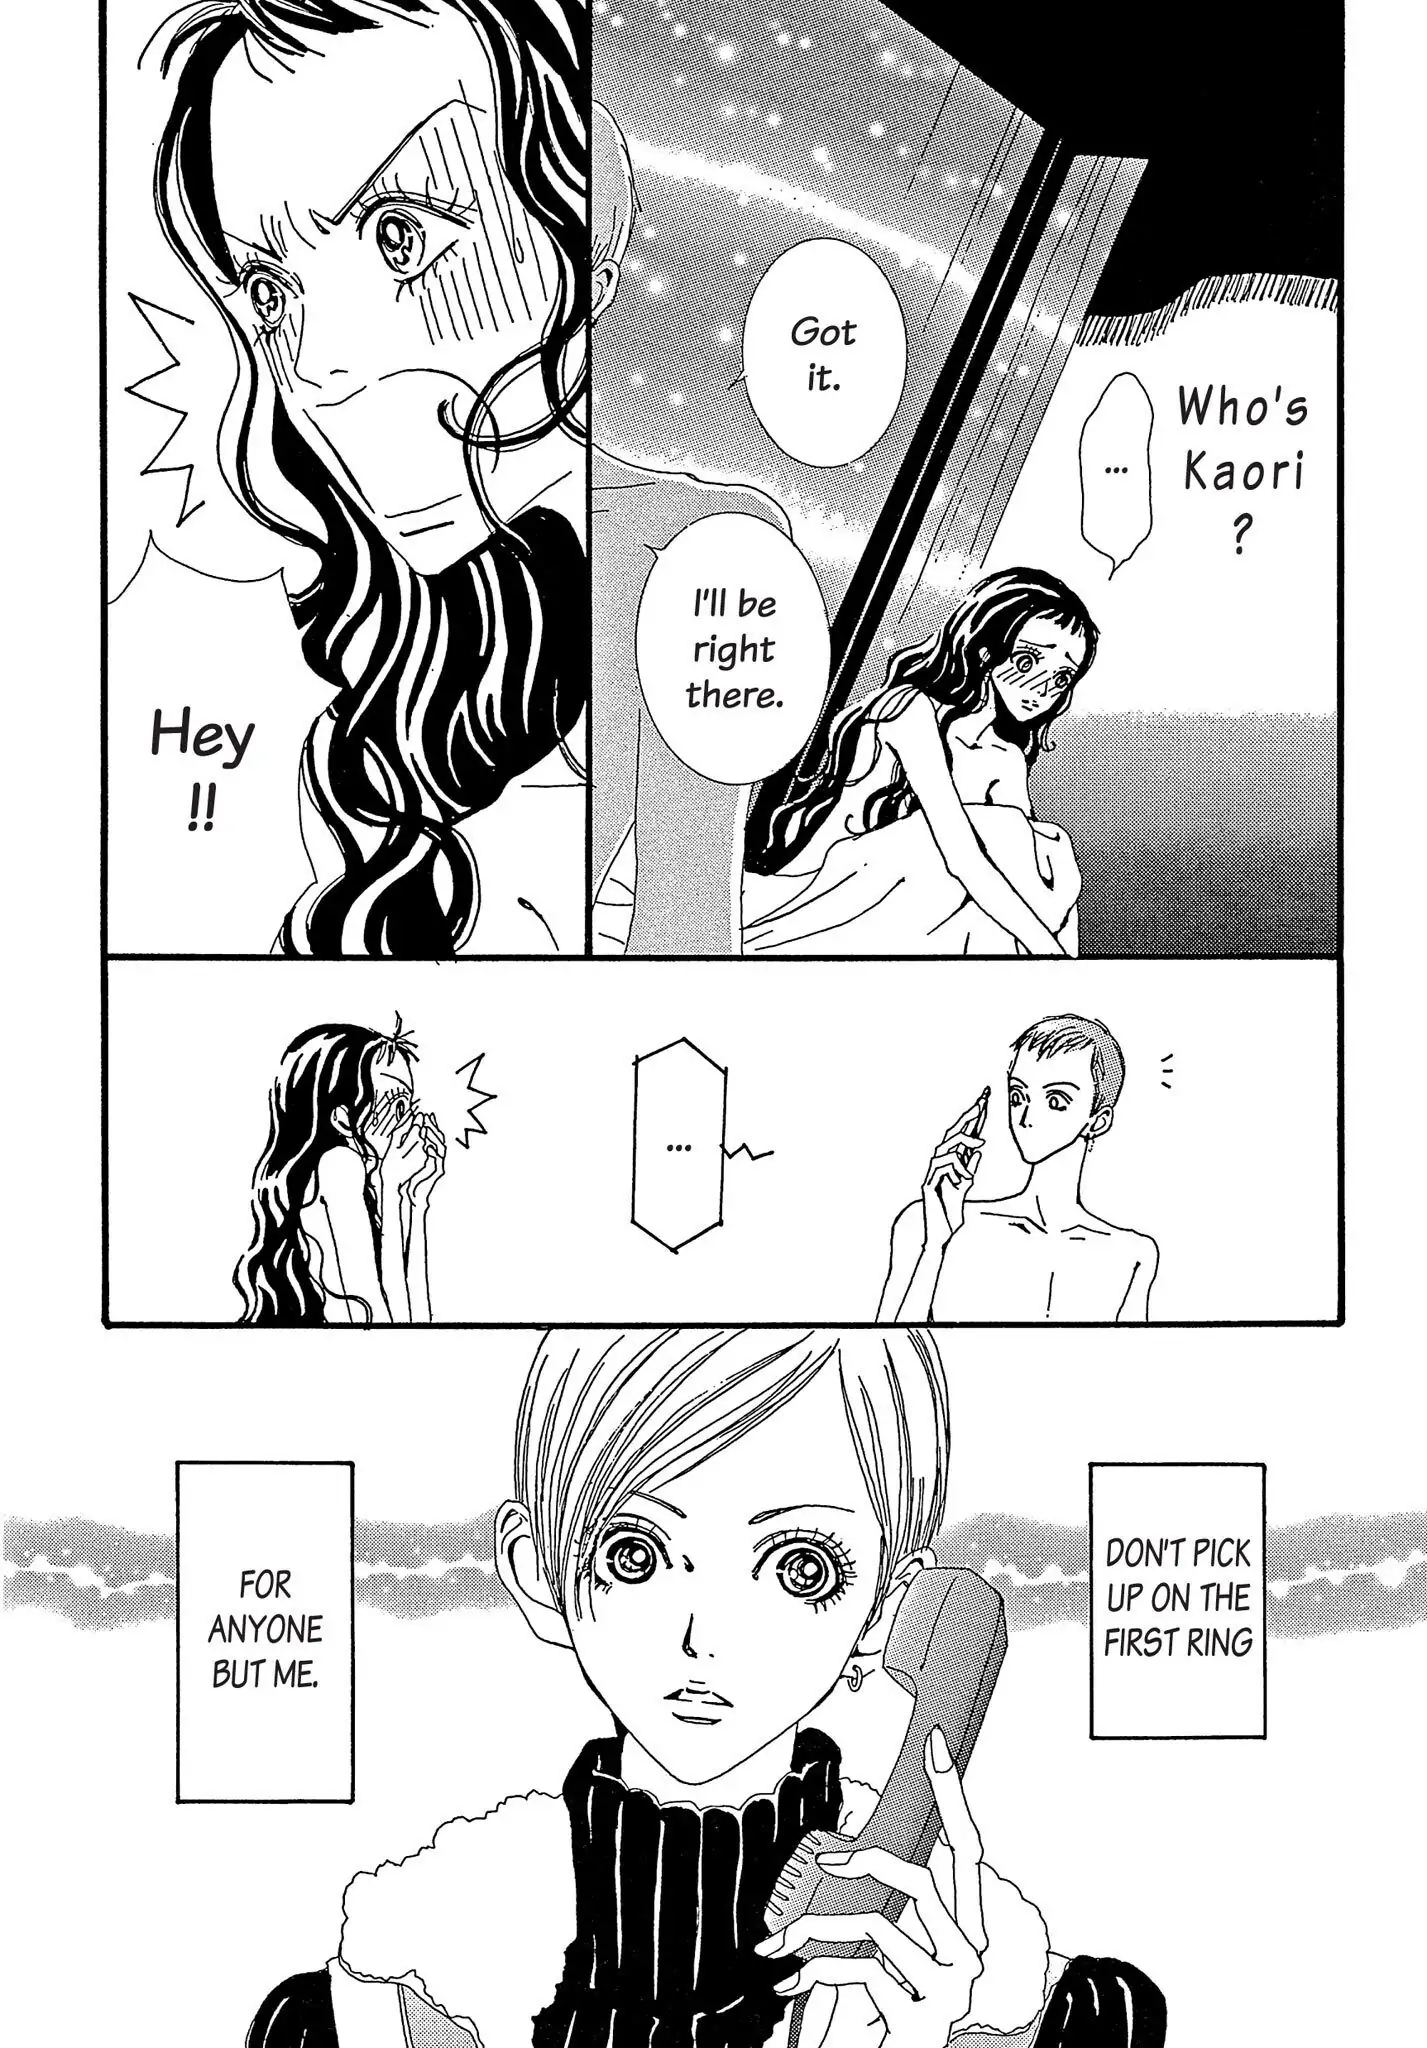 Who's
Kaori
?
...
Got
it.
I'll be
right
there.
Hey
!!
...
DON'T PICK
UP ON THE
FIRST RING
FOR
ANYONE
BUT ME.